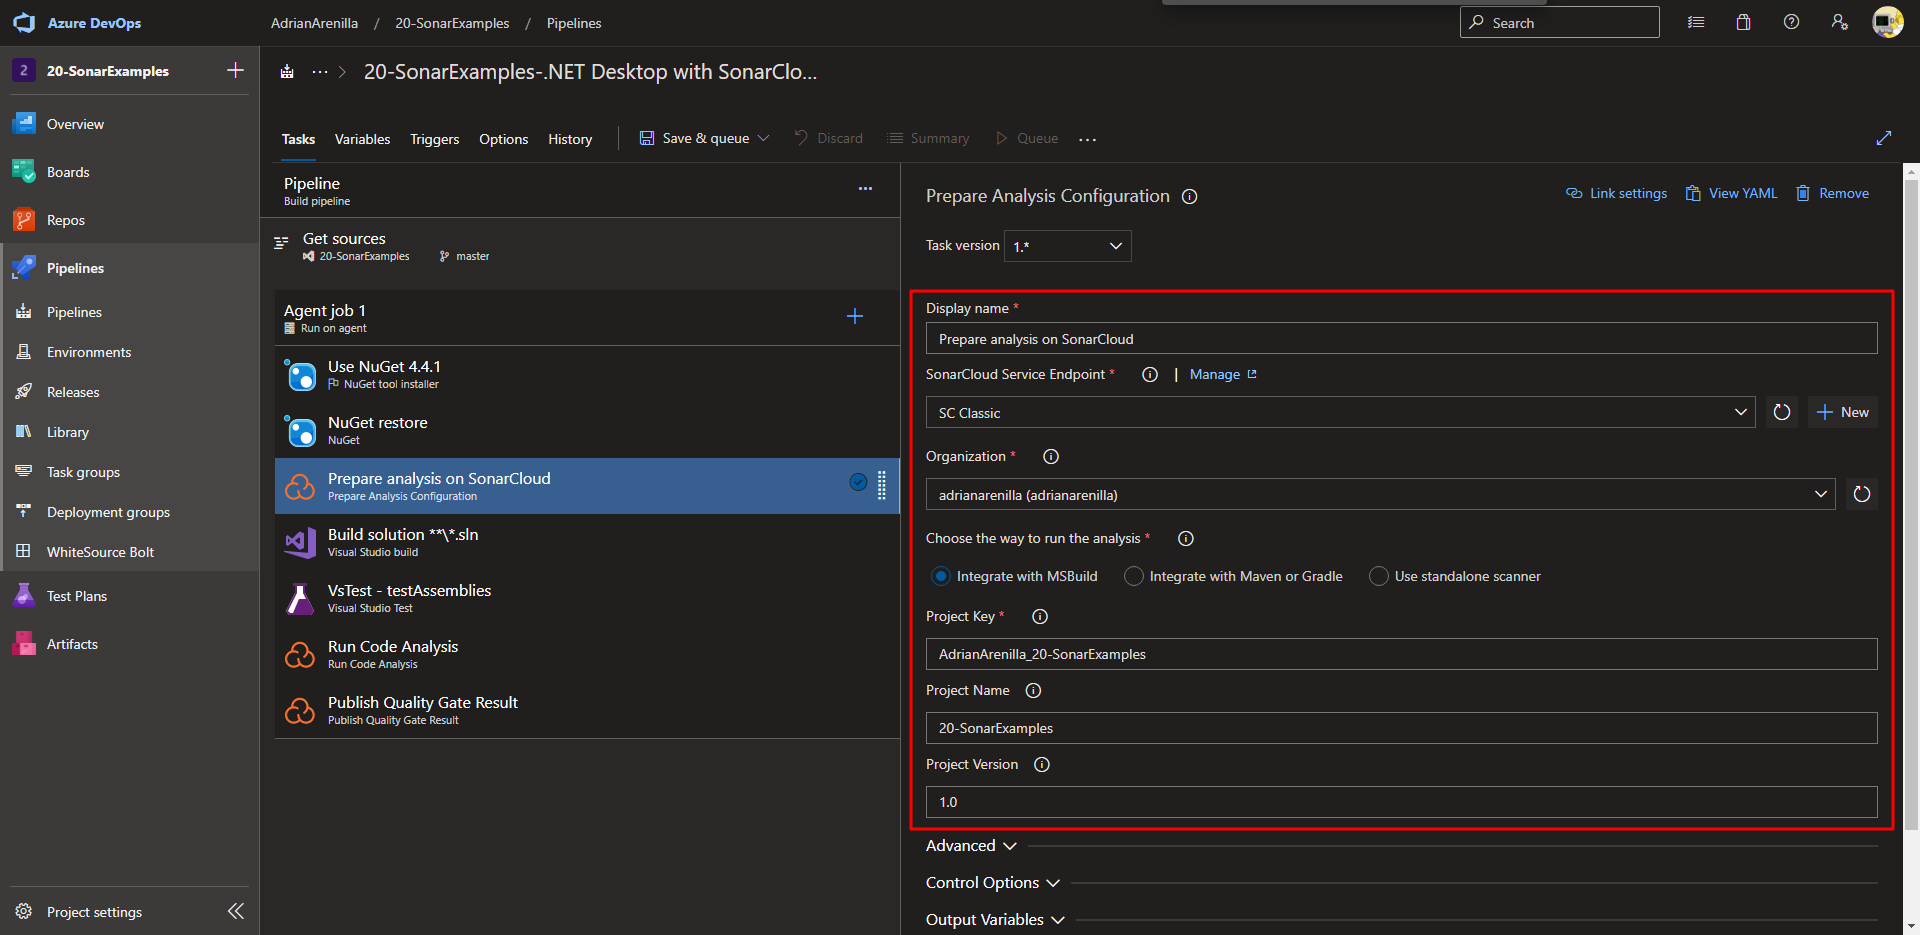 Azure DevOps
AdrianArenilla / 20-SonarExamples / Pipelines
Search
2 20-SonarExamples
Overview
Boards
Repos
Pipelines
Pipelines
Environments
Releases
Library
Task groups
Deployment groups
WhiteSource Bolt
Test Plans
Artifacts
Project settings
20-SonarExamples-.NET Desktop with SonarClo...
Tasks Variables Triggers Options History Save & queue Discard Summary Queue
Pipeline
Build pipeline
Get sources
20-SonarExamples master
Agent job 1
Run on agent
Use NuGet 4.4.1
NuGet tool installer
NuGet restore
NuGet
Prepare analysis on SonarCloud
Prepare Analysis Configuration
Build solution **\*.sln
Visual Studio build
VsTest - testAssemblies
Visual Studio Test
Run Code Analysis
Run Code Analysis
Publish Quality Gate Result
Publish Quality Gate Result
Prepare Analysis Configuration
Link settings View YAML Remove
Task version 1.*
Display name *
Prepare analysis on SonarCloud
SonarCloud Service Endpoint * | Manage
SC Classic
New
Organization *
adrianarenilla (adrianarenilla)
Choose the way to run the analysis *
Integrate with MSBuild Integrate with Maven or Gradle Use standalone scanner
Project Key *
AdrianArenilla_20-SonarExamples
Project Name
20-SonarExamples
Project Version
1.0
Advanced
Control Options
Output Variables